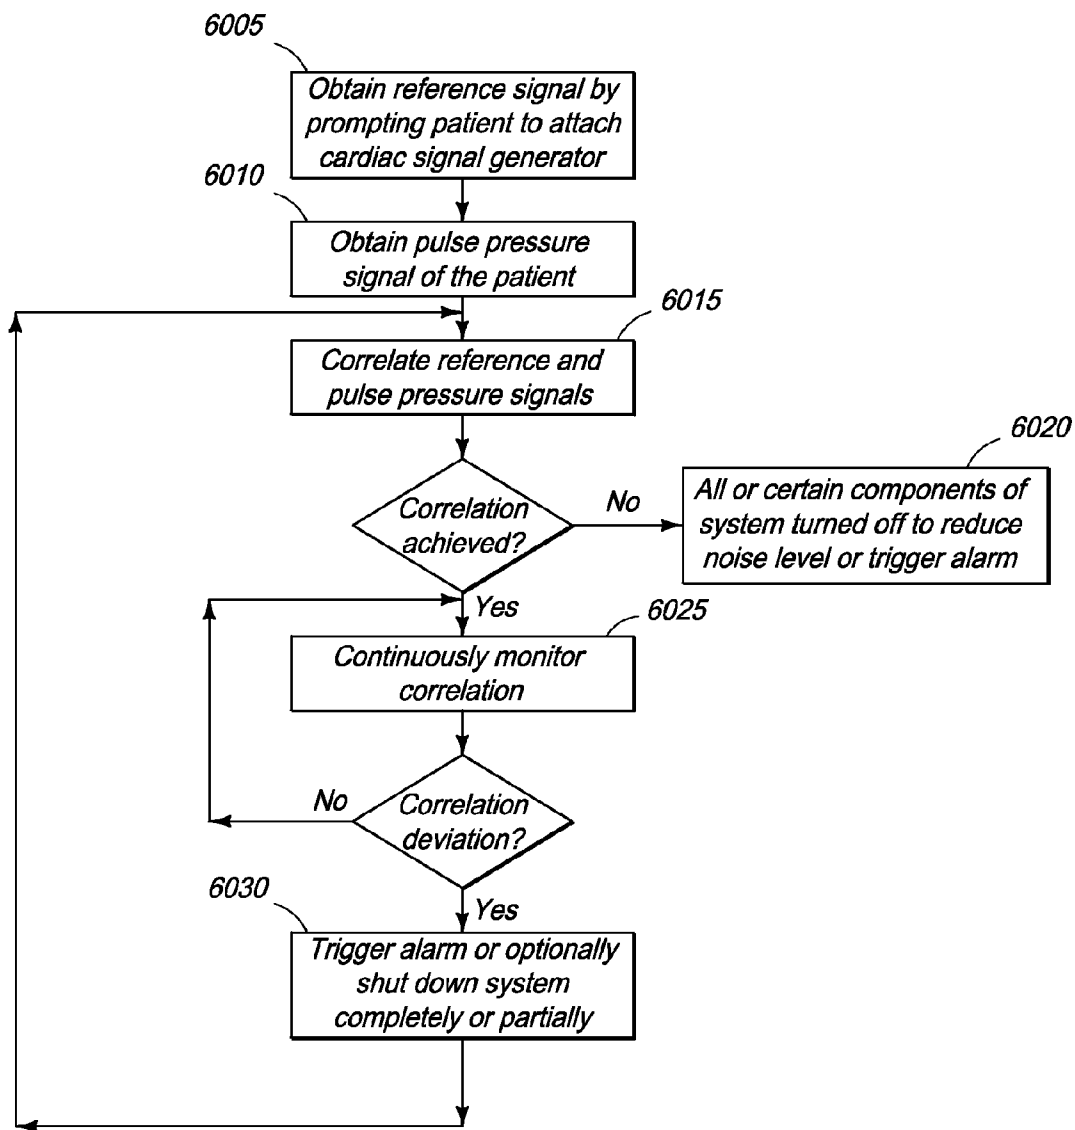 6005
Obtain reference signal by
prompting patient to attach
cardiac signal generator
6010
Obtain pulse pressure
signal of the patient
6015
Correlate reference and
pulse pressure signals
Correlation
achieved?
No
6020
All or certain components of
system turned off to reduce
noise level or trigger alarm
Yes
6025
Continuously monitor
correlation
Correlation
deviation?
No
Yes
6030
Trigger alarm or optionally
shut down system
completely or partially